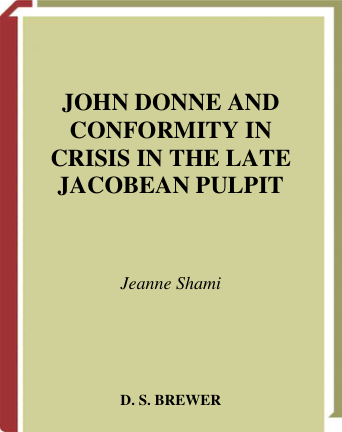 JOHN DONNE AND
CONFORMITY IN
CRISIS IN THE LATE
JACOBEAN PULPIT
Jeanne Shami
D. S. BREWER